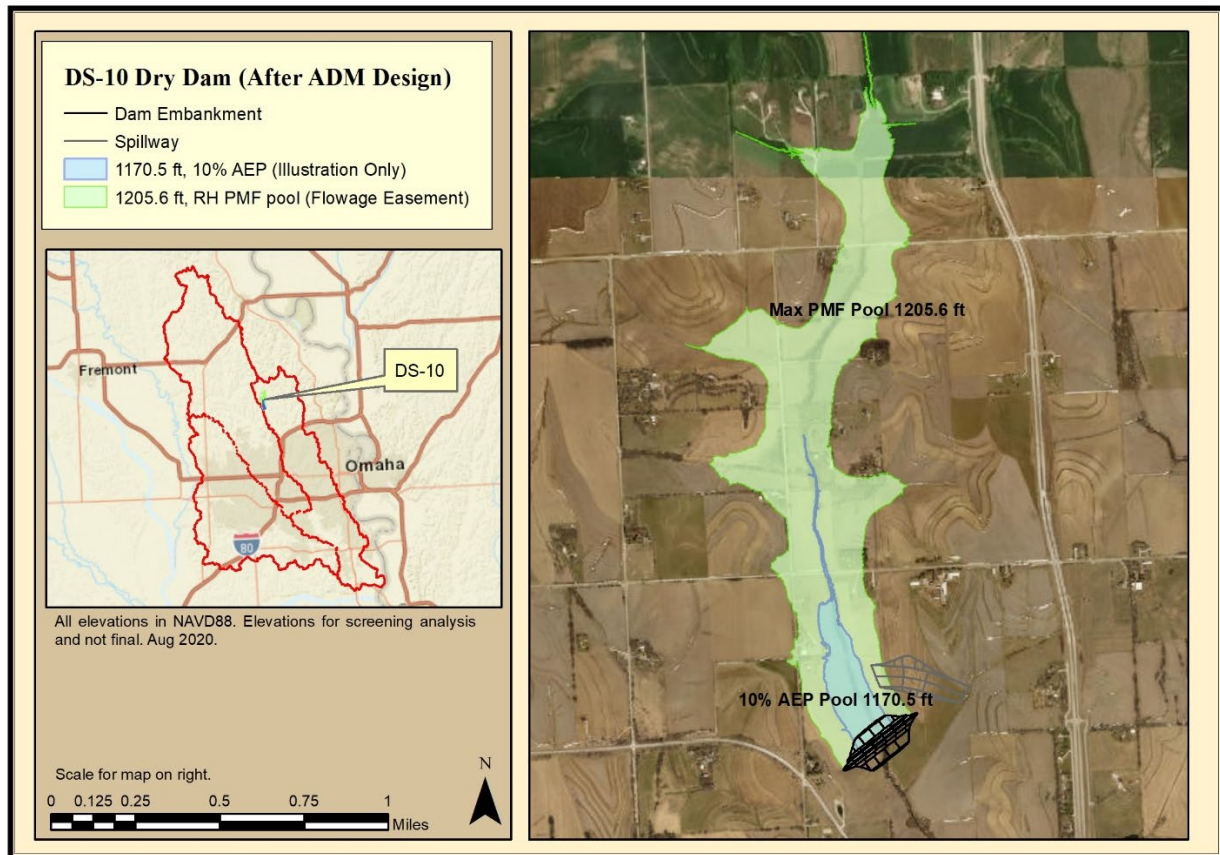 DS-10 Dry Dam (After ADM Design)
Dam Embankment
Spillway
1170.5 ft, 10% AEP (Illustration Only)
1205.6 ft, RH PMF pool (Flowage Easement)
Fremont
DS-10
Omaha
80
All elevations in NAVD88. Elevations for screening analysis
and not final. Aug 2020.
Scale for map on right.
N
0 0.125 0.25 0.5 0.75 1
Miles
Max PMF Pool 1205.6 ft
10% AEP Pool 1170.5 ft